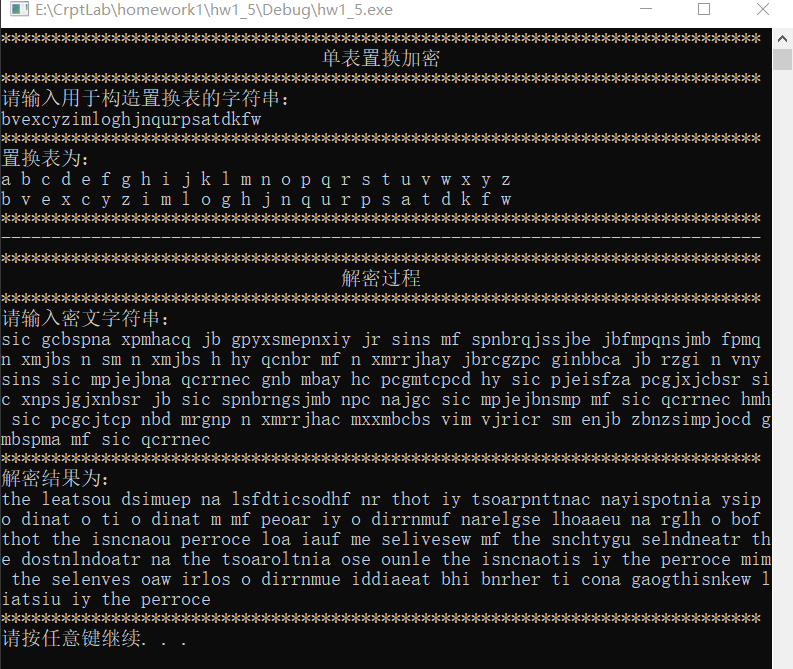 E:\CrptLab\homework1\hw1_5\Debug\hw1_5.exe
****************************************************************************
单表置换加密
****************************************************************************
请输入用于构造置换表的字符串:
bvexcyzimloghjnqurpsatdkfw
****************************************************************************
置换表为:
a b c d e f g h i j k l m n o p q r s t u v w x y z
b v e x c y z i m l o g h j n q u r p s a t d k f w
****************************************************************************
----------------------------------------------------------------------------
****************************************************************************
解密过程
****************************************************************************
请输入密文字符串:
sic gcbspna xpmhacq jb gpyxsmepnxiy jr sins mf spnbrqjssjbe jbfmpqnsjmb fpmq
n xmjbs n sm n xmjbs h hy qcnbr mf n xmrrjhay jbrcgzpc ginbbca jb rzgi n vny
sins sic mpjejbna qcrrnec gnb mbay hc pcgmtcpcd hy sic pjeisfza pcgjxjcbsr si
c xnpsjgjxnbsr jb sic spnbrngsjmb npc najgc sic mpjejbnsmp mf sic qcrrnec hmh
sic pcgcjtcp nbd mrgnp n xmrrjhac mxxmbcbs vim vjricr sm enjb zbnzsimpjocd g
mbspma mf sic qcrrnec
****************************************************************************
解密结果为:
the leatsou dsimuep na lsfdticsodhf nr thot iy tsoarpnttnac nayispotnia ysip
o dinat o ti o dinat m mf peoar iy o dirrnmuf narelgse lhoaaeu na rglh o bof
thot the isncnaou perroce loa iauf me selivesew mf the snchtygu selndneatr th
e dostnlndoatr na the tsoaroltnia ose ounle the isncnaotis iy the perroce mim
the selenves oaw irlos o dirrnmue iddiaeat bhi bnrher ti cona gaogthisnkew l
iatsiu iy the perroce
****************************************************************************
请按任意键继续. . .